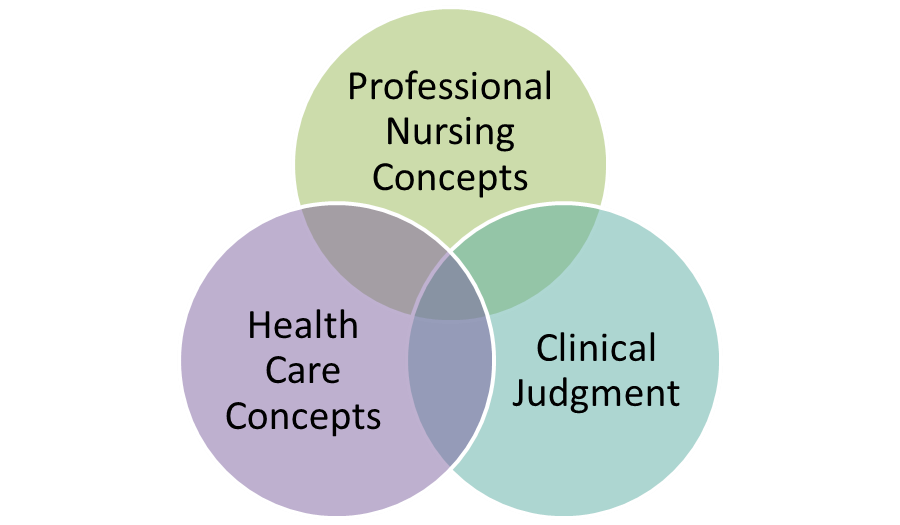 Professional
Nursing
Concepts
Health
Care
Concepts
Clinical
Judgment